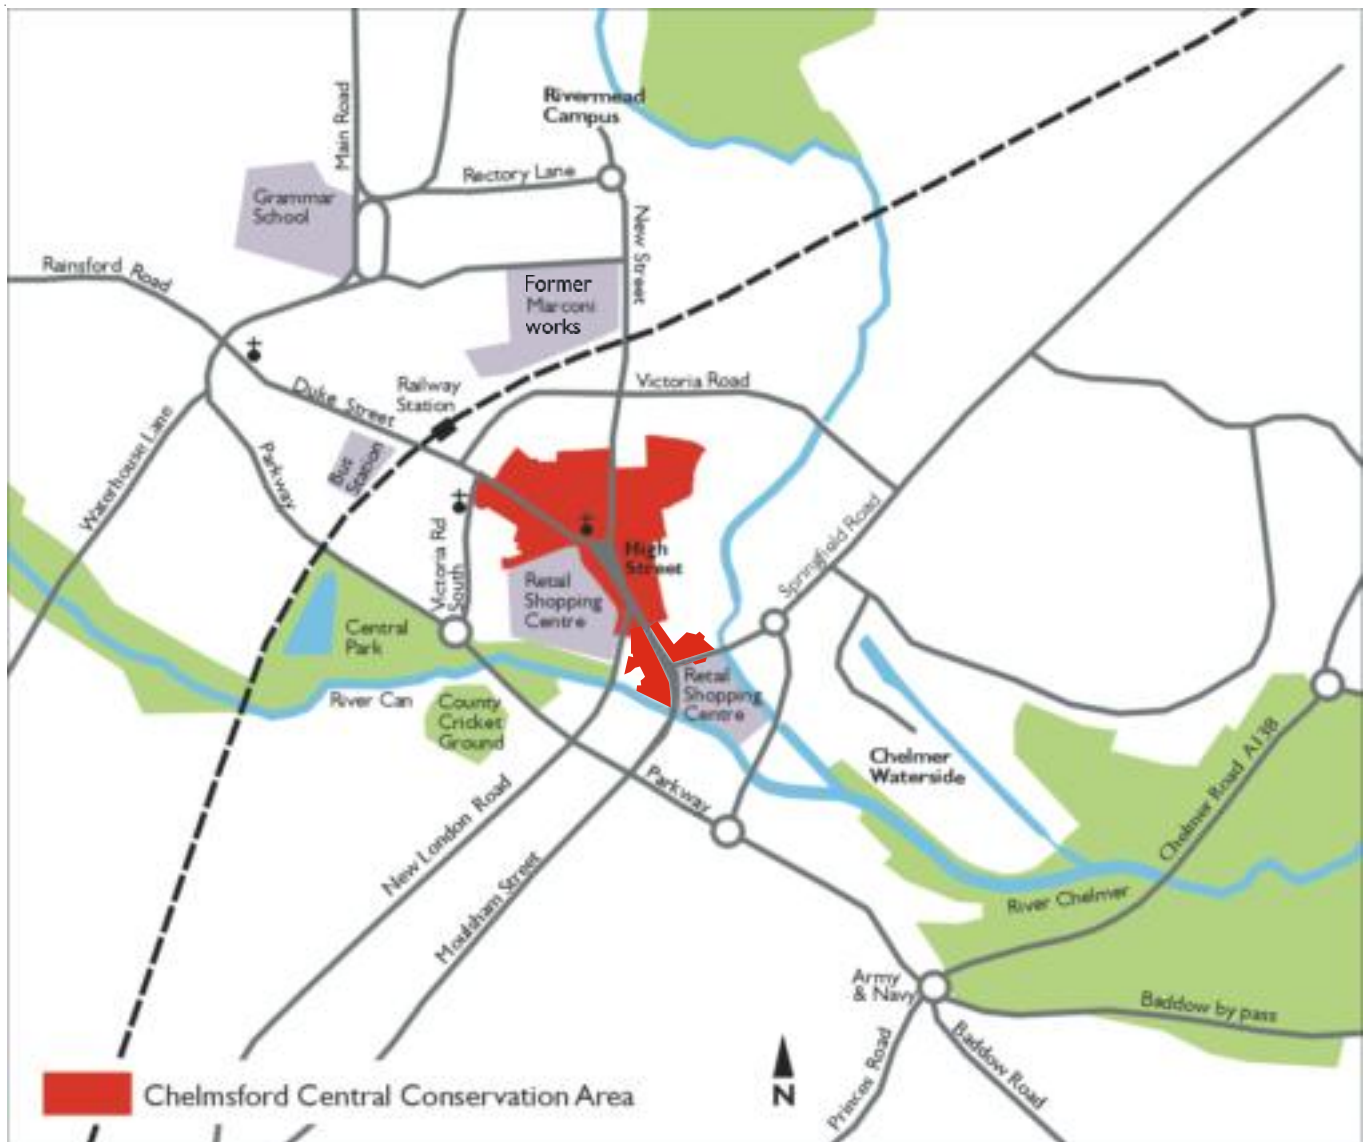 Rivermead
Campus
Main Road
Rectory Lane
Grammar
School
New Street
Rainsford Road
Former
Marconi
works
Railway
Station
Victoria Road
Duke Street
Waterhouse Lane
Parkway
Bus
Station
High
Street
Springfield Road
Victoria Rd
South
Retail
Shopping
Centre
Central
Park
River Can
Retail
Shopping
Centre
County
Cricket
Ground
Chelmer
Waterside
Parkway
Chelmer Road A138
New London Road
Moulsham Street
River Chelmer
Army
& Navy
Baddow by pass
Princes Road
Baddow Road
N
Chelmsford Central Conservation Area